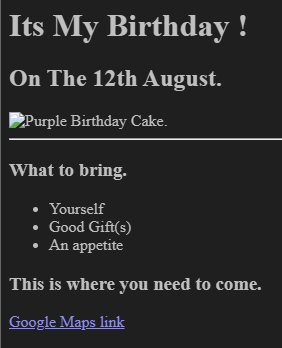 Its My Birthday !
On The 12th August.
Purple Birthday Cake.
What to bring.
Yourself
Good Gift(s)
An appetite
This is where you need to come.
Google Maps link